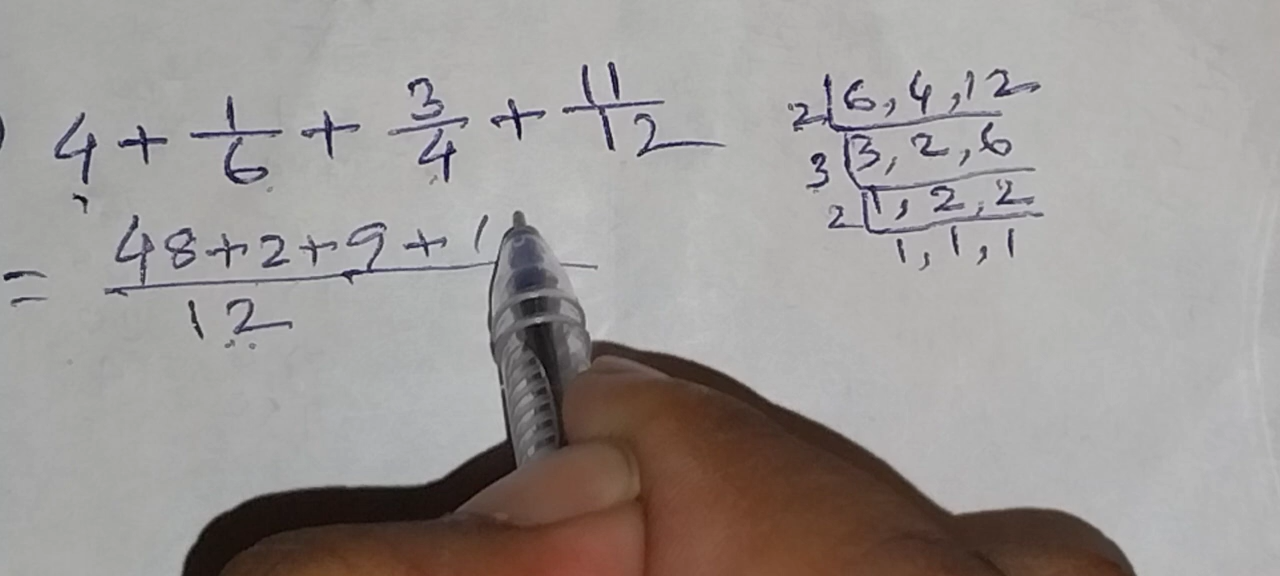 ) 4 + 1/6 + 3/4 + 11/12
= 48+2+9+1
12
2 6, 4, 12
3 3, 2, 6
2 1, 2, 2
1, 1, 1